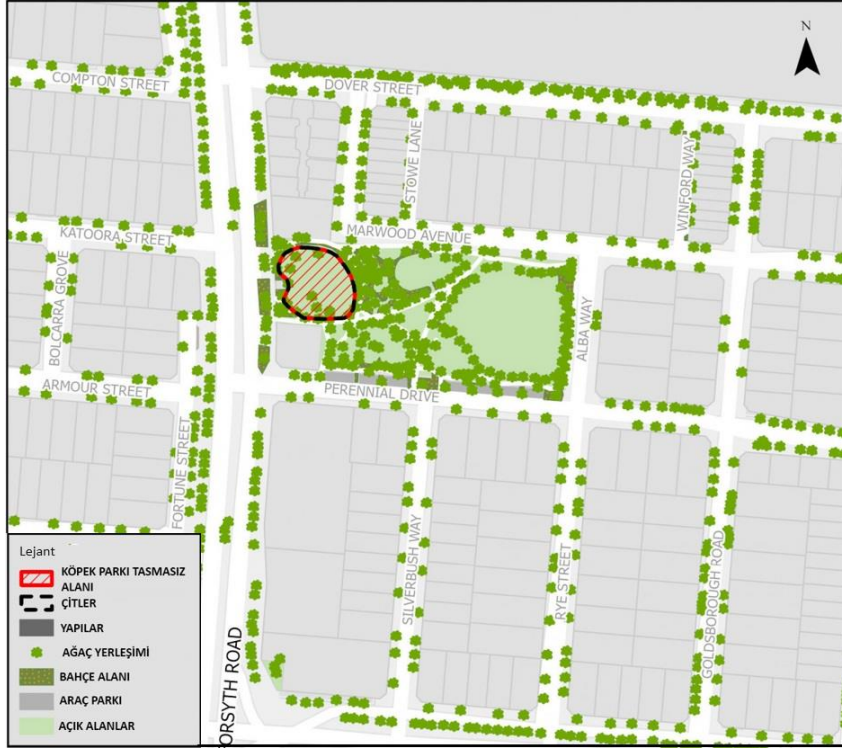 N
COMPTON STREET
DOVER STREET
STOWE LANE
WINFORD WAY
KATOORA STREET
MARWOOD AVENUE
BOLCARRA GROVE
ALBA WAY
ARMOUR STREET
PERENNIAL DRIVE
FORTUNE STREET
SILVERBUSH WAY
RYE STREET
GOLDSBOROUGH ROAD
FORSYTH ROAD
Lejant
KÖPEK PARKI TASMASIZ
ALANI
ÇİTLER
YAPILAR
AĞAÇ YERLEŞİMİ
BAHÇE ALANI
ARAÇ PARKI
AÇIK ALANLAR